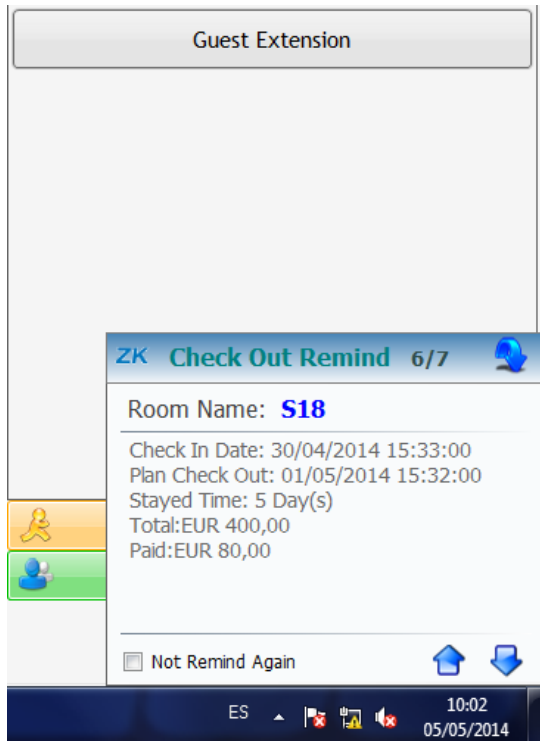 Guest Extension
ZK Check Out Remind 6/7
Room Name: S18
Check In Date: 30/04/2014 15:33:00
Plan Check Out: 01/05/2014 15:32:00
Stayed Time: 5 Day(s)
Total:EUR 400,00
Paid:EUR 80,00
Not Remind Again
ES
10:02
05/05/2014